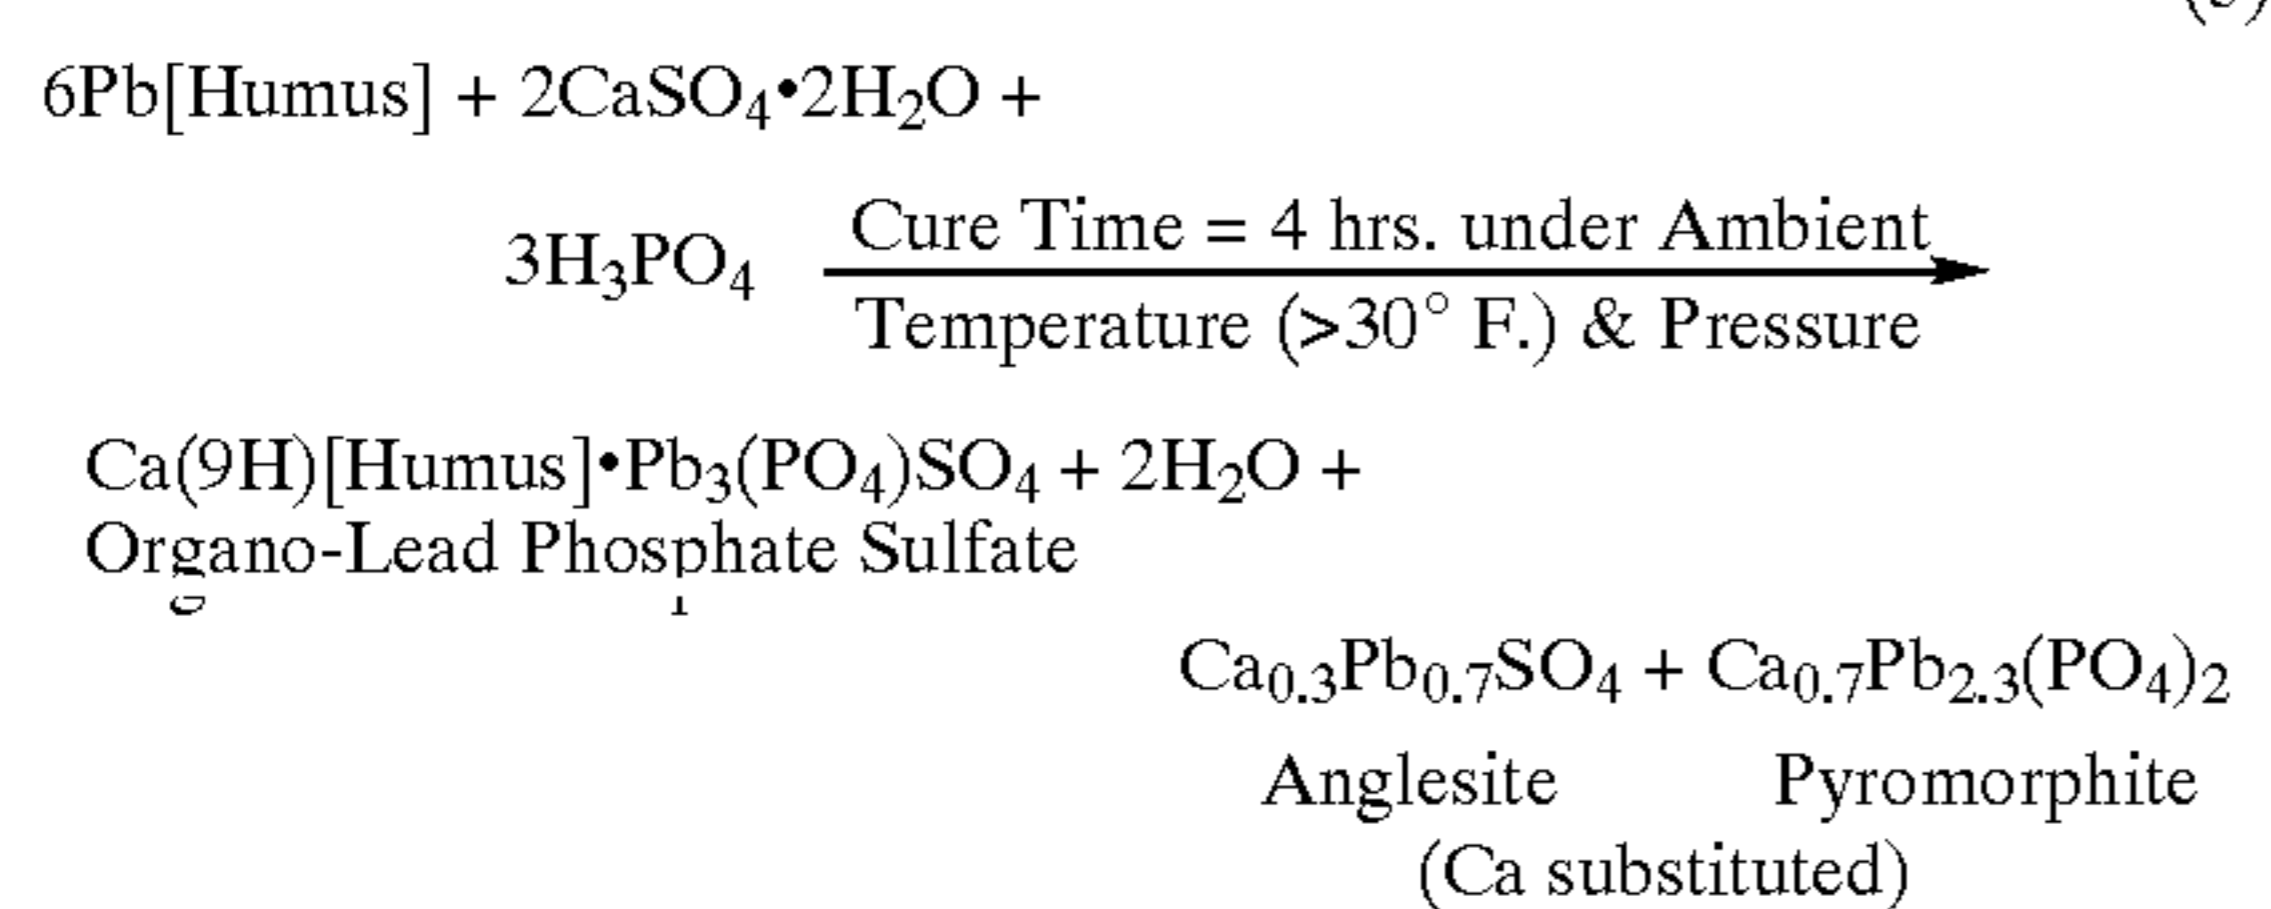 6Pb[Humus] + 2CaSO₄•2H₂O +
Cure Time = 4 hrs. under Ambient
3H₃PO₄
Temperature (>30° F.) & Pressure
Ca(9H)[Humus]•Pb₃(PO₄)SO₄ + 2H₂O +
Organo-Lead Phosphate Sulfate
Ca₀.₃Pb₀.₇SO₄ + Ca₀.₇Pb₂.₃(PO₄)₂
Anglesite Pyromorphite
(Ca substituted)